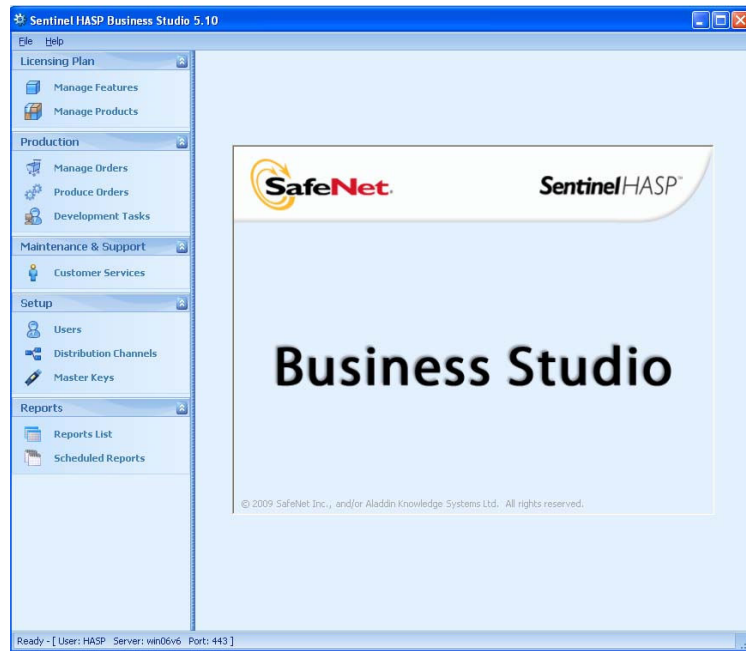 Sentinel HASP Business Studio 5.10
File Help
Licensing Plan
Manage Features
Manage Products
Production
Manage Orders
Produce Orders
Development Tasks
Maintenance & Support
Customer Services
Setup
Users
Distribution Channels
Master Keys
Reports
Reports List
Scheduled Reports
SafeNet. SentinelHASP™
Business Studio
© 2009 SafeNet Inc., and/or Aladdin Knowledge Systems Ltd. All rights reserved.
Ready - [ User: HASP Server: win06v6 Port: 443 ]